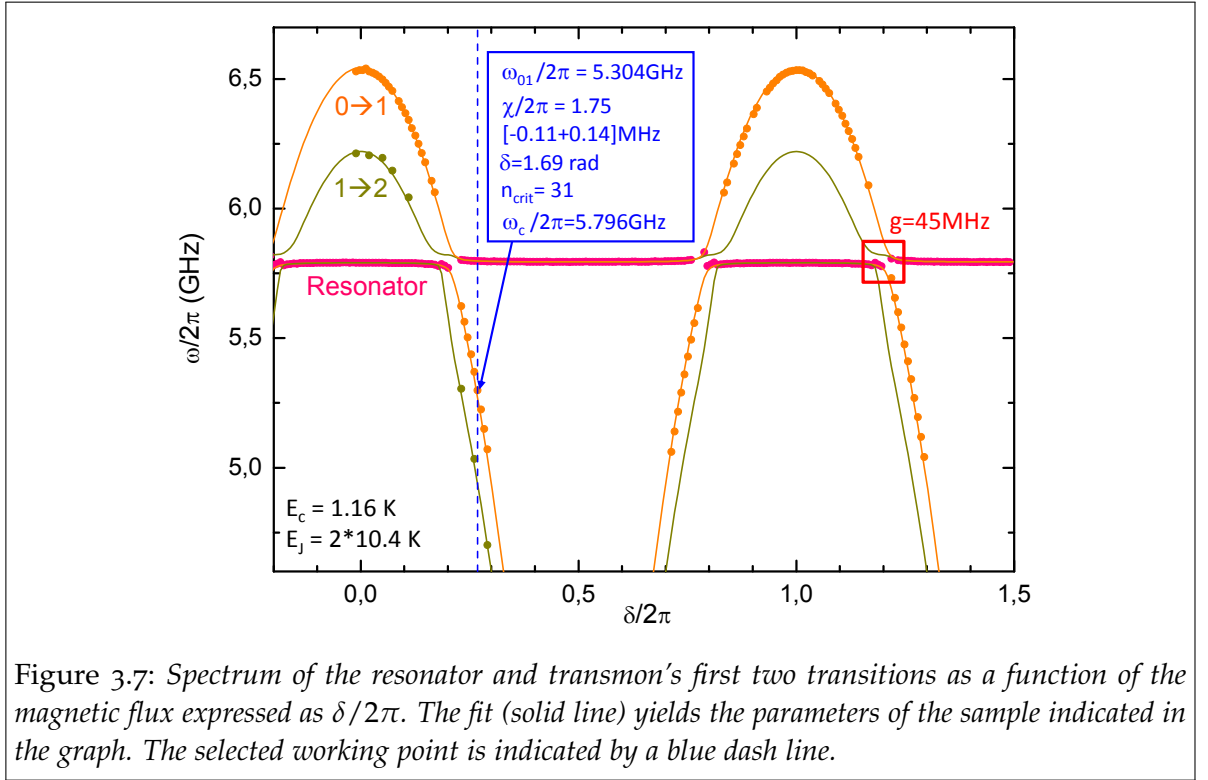 6,5
6,0
5,5
5,0
ω/2π (GHz)
0→1
1→2
Resonator
ω01/2π = 5.304GHz
χ/2π = 1.75
[-0.11+0.14]MHz
δ=1.69 rad
ncrit= 31
ωc/2π=5.796GHz
g=45MHz
Ec = 1.16 K
EJ = 2*10.4 K
0,0 0,5 1,0 1,5
δ/2π
Figure 3.7: Spectrum of the resonator and transmon's first two transitions as a function of the
magnetic flux expressed as δ/2π. The fit (solid line) yields the parameters of the sample indicated in
the graph. The selected working point is indicated by a blue dash line.